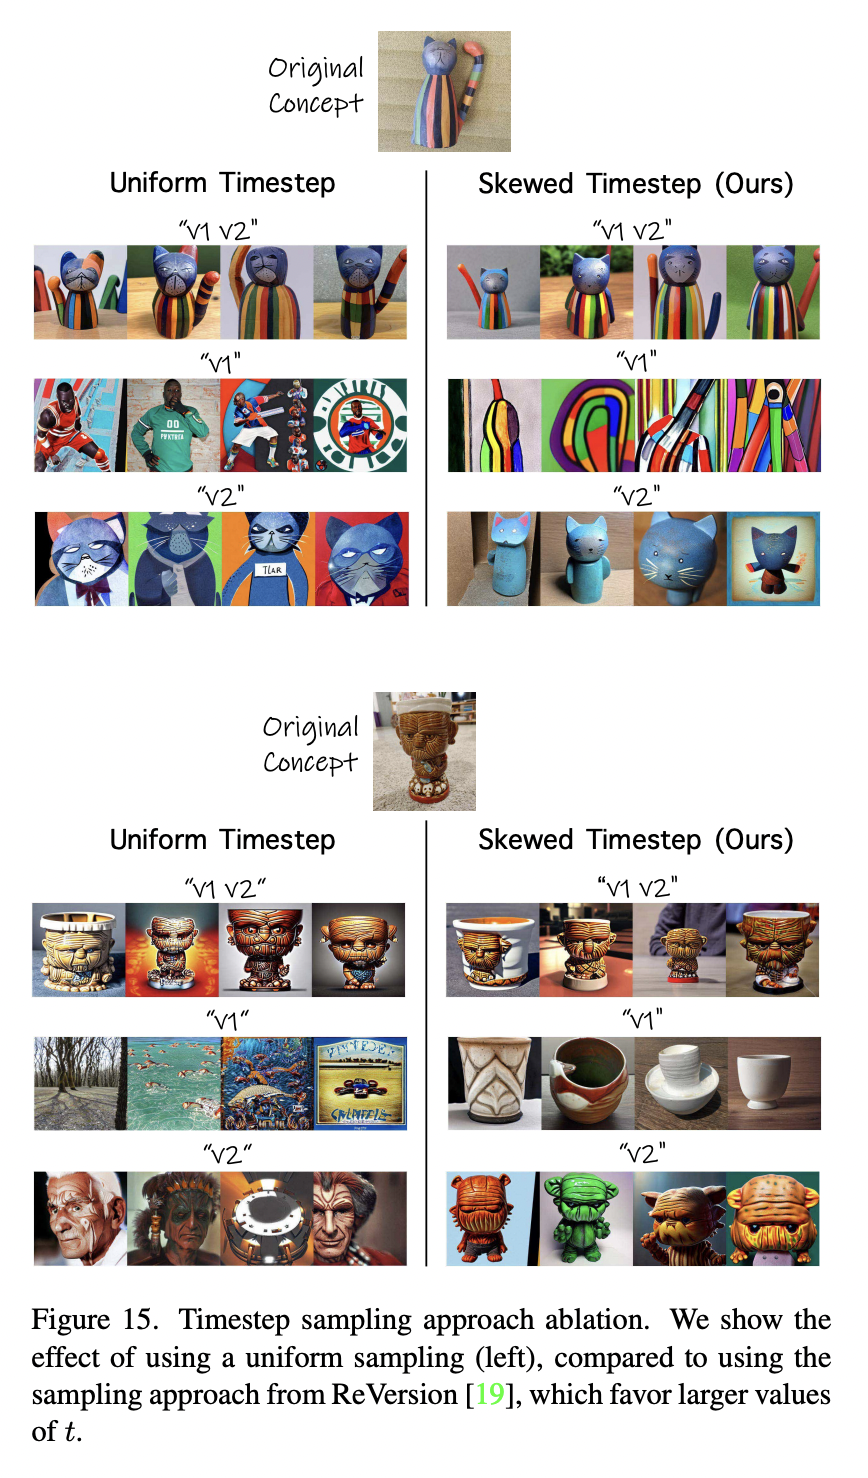 Original
Concept
Uniform Timestep
Skewed Timestep (Ours)
“v1 v2"
“v1 v2"
“v1"
“v1"
“v2"
“v2"
TLAR
Original
Concept
Uniform Timestep
Skewed Timestep (Ours)
“v1 v2“
“v1 v2"
“v1“
“v1"
“v2“
“v2"
Figure 15. Timestep sampling approach ablation. We show the
effect of using a uniform sampling (left), compared to using the
sampling approach from ReVersion [19], which favor larger values
of t.